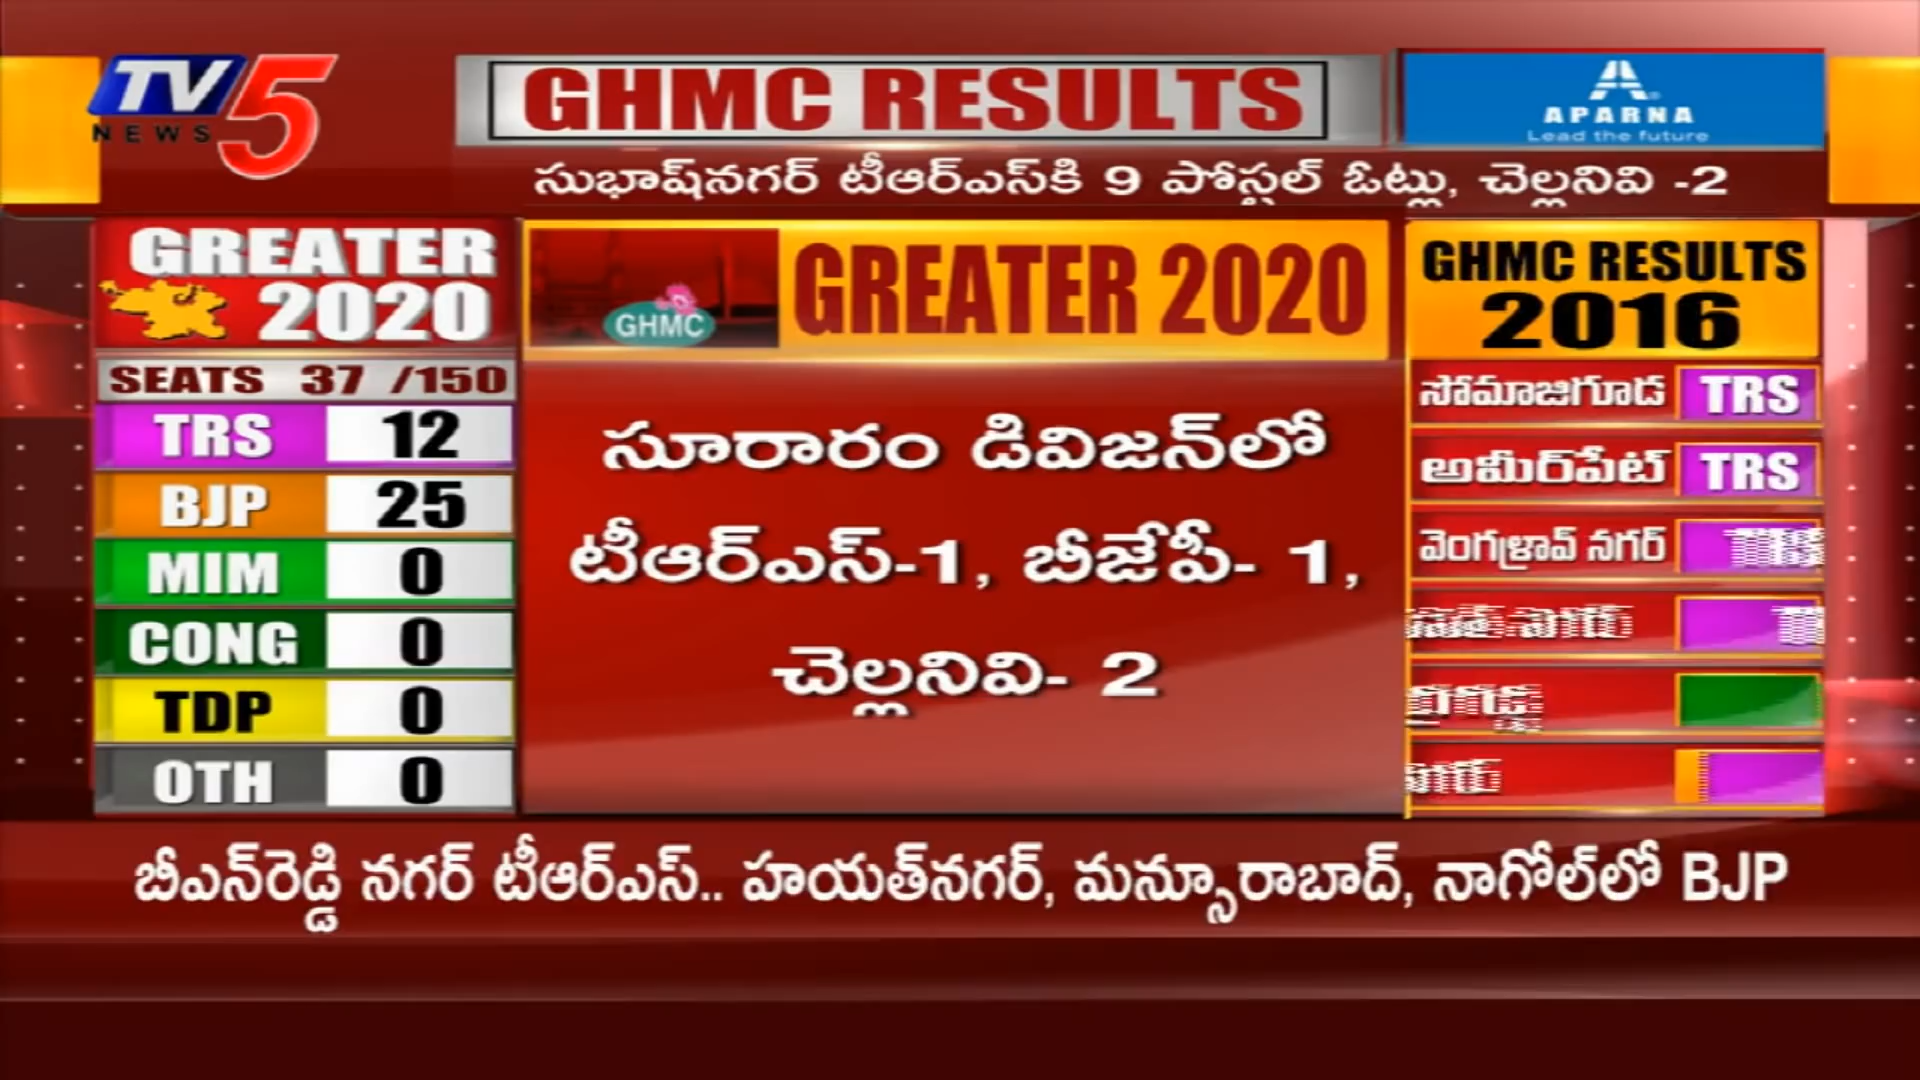 TV5
NEWS
GHMC RESULTS
APARNA
Lead the future
సుభాష్‌నగర్ టీఆర్ఎస్‌కి 9 పోస్టల్ ఓట్లు, చెల్లనివి -2
GREATER
2020
SEATS 37 /150
TRS 12
BJP 25
MIM 0
CONG 0
TDP 0
OTH 0
GHMC
GREATER 2020
సూరారం డివిజన్‌లో
టీఆర్ఎస్-1, బీజేపీ- 1,
చెల్లనివి- 2
GHMC RESULTS
2016
సోమాజిగూడ TRS
అమీర్‌పేట్ TRS
వెంగళ్రావ్ నగర్
బీఎన్‌రెడ్డి నగర్ టీఆర్ఎస్.. హయత్‌నగర్, మన్సూరాబాద్, నాగోల్‌లో BJP